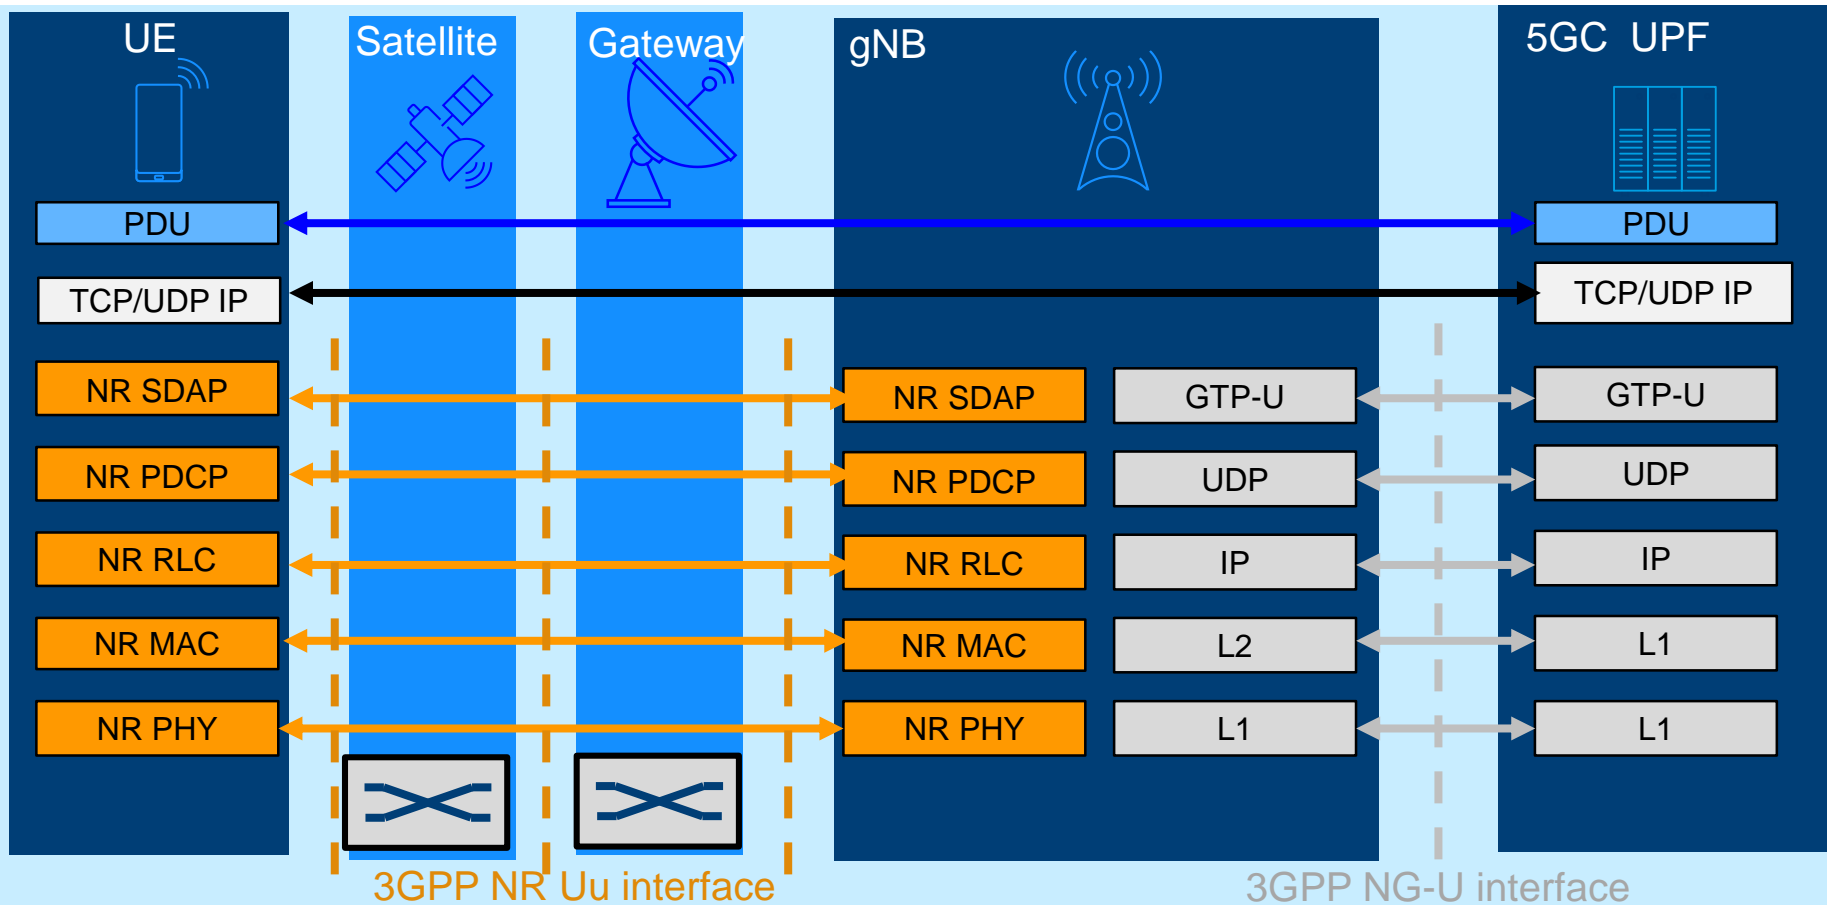 UE
Satellite
Gateway
gNB
5GC UPF
PDU
PDU
TCP/UDP IP
TCP/UDP IP
NR SDAP
NR SDAP
GTP-U
GTP-U
NR PDCP
NR PDCP
UDP
UDP
NR RLC
NR RLC
IP
IP
NR MAC
NR MAC
L2
L1
NR PHY
NR PHY
L1
L1
3GPP NR Uu interface
3GPP NG-U interface